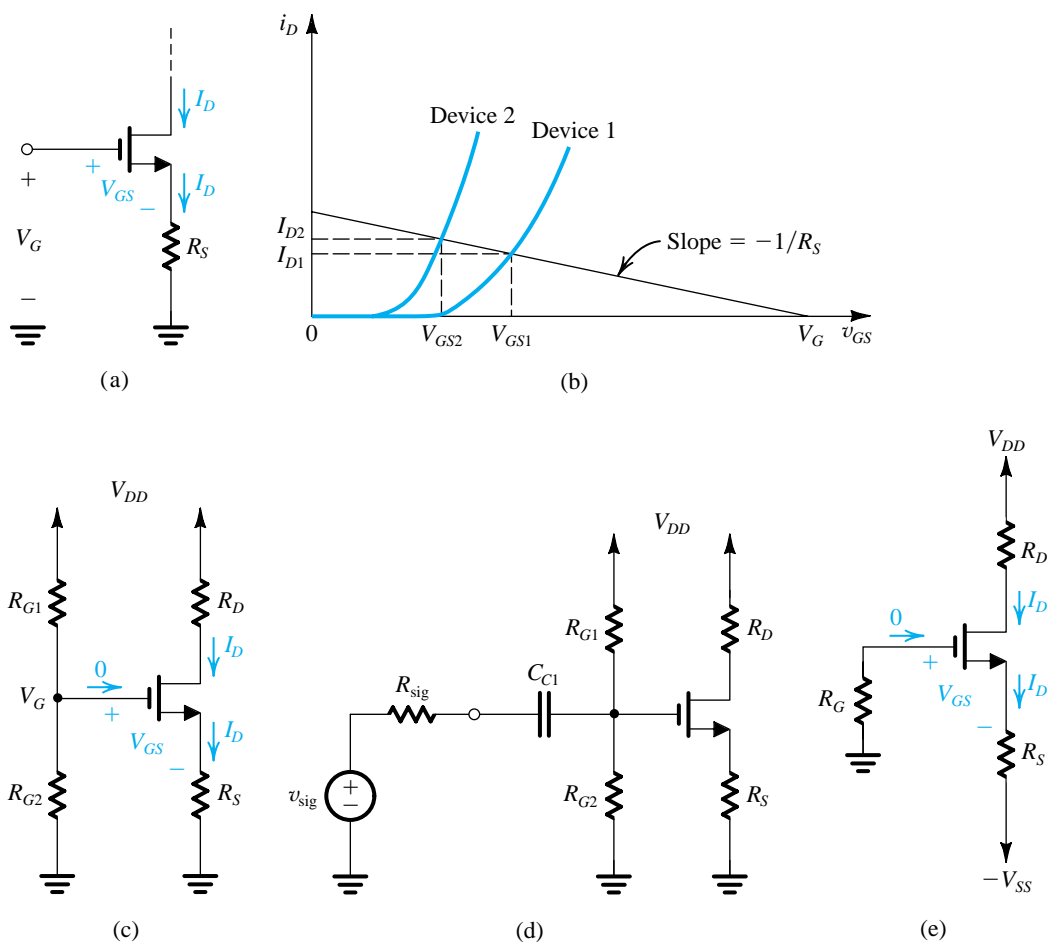 I_D
+
V_GS
−
I_D
+
V_G
−
R_S
(a)
i_D
Device 2
Device 1
I_D2
I_D1
Slope = −1/R_S
0
V_GS2
V_GS1
V_G
v_GS
(b)
V_DD
R_G1
R_D
0
I_D
V_G
+
V_GS
−
I_D
R_G2
R_S
(c)
V_DD
R_G1
R_D
R_sig
C_C1
v_sig
+
−
R_G2
R_S
(d)
V_DD
R_D
0
I_D
+
V_GS
−
I_D
R_G
R_S
−V_SS
(e)